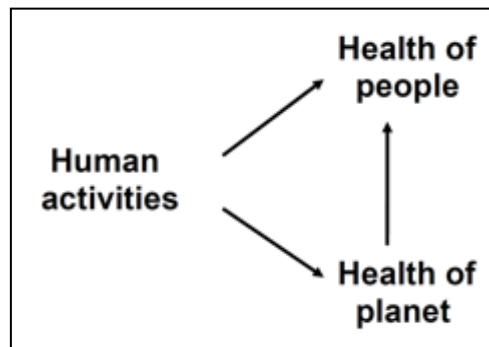 Health of
people
Human
activities
Health of
planet